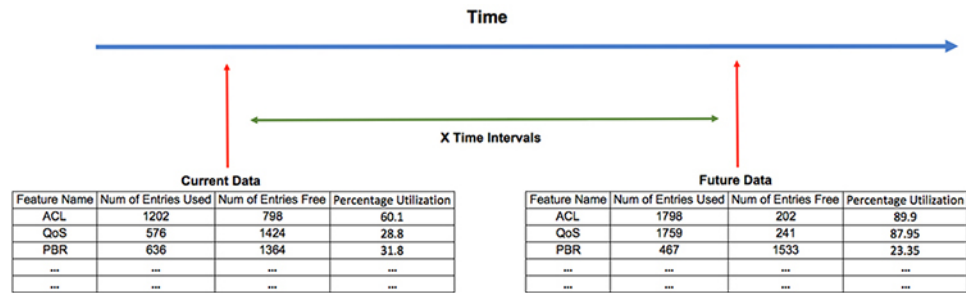 Time
X Time Intervals
Current Data
Feature Name Num of Entries Used Num of Entries Free Percentage Utilization
ACL 1202 798 60.1
QoS 576 1424 28.8
PBR 636 1364 31.8
... ... ... ...
... ... ... ...
Future Data
Feature Name Num of Entries Used Num of Entries Free Percentage Utilization
ACL 1798 202 89.9
QoS 1759 241 87.95
PBR 467 1533 23.35
... ... ... ...
... ... ... ...